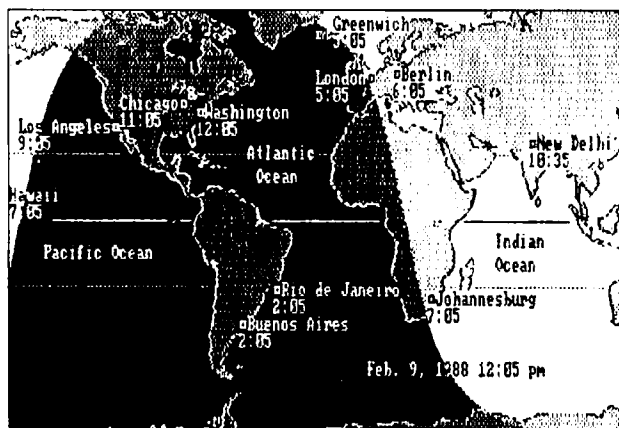 Greenwich
5:05
London
5:05
Berlin
6:05
Chicago
11:05
Washington
12:05
Los Angeles
9:05
New Delhi
10:35
Atlantic
Ocean
Hawaii
7:05
Pacific Ocean
Indian
Ocean
Rio de Janeiro
2:05
Johannesburg
7:05
Buenos Aires
2:05
Feb. 9, 1988 12:05 pm